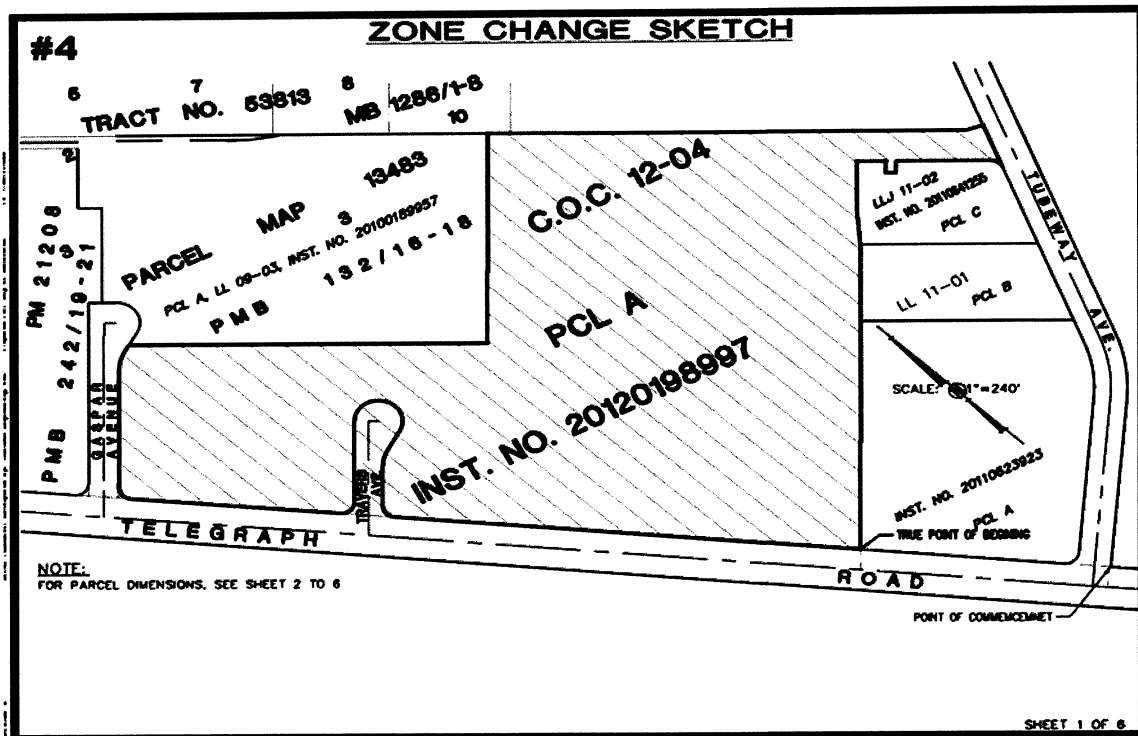 #4
ZONE CHANGE SKETCH
6 7 8
TRACT NO. 53813 MB 1286/1-8
10
2
PARCEL MAP 13483
3
PCL A, LL 09-03, INST. NO. 20100189957
PMB 132/16-18
PM 21208
3
PMB 242/19-21
GASPAR
AVENUE
C.O.C. 12-04
PCL A
INST. NO. 20120198997
TRAVERS
AVE
LLJ 11-02
INST. NO. 20110841255
PCL C
LL 11-01
PCL B
SCALE: 1"=240'
INST. NO. 20110623923
PCL A
TRUE POINT OF BEGINING
TUBEWAY AVE.
TELEGRAPH ROAD
POINT OF COMMEMCEMNET
NOTE:
FOR PARCEL DIMENSIONS, SEE SHEET 2 TO 6
SHEET 1 OF 6